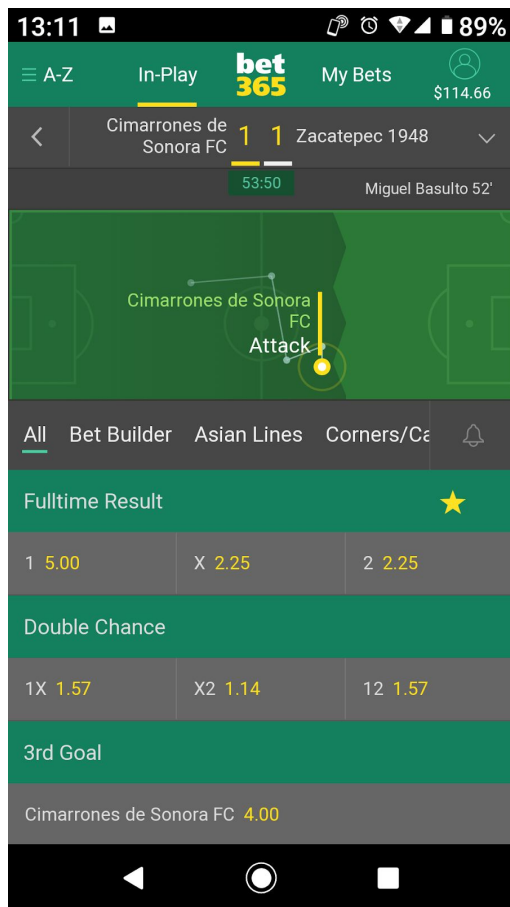 13:11 89%
A-Z In-Play bet365 My Bets $114.66
Cimarrones de Sonora FC 1 1 Zacatepec 1948
53:50 Miguel Basulto 52'
Cimarrones de Sonora
FC
Attack
All Bet Builder Asian Lines Corners/Ca
Fulltime Result
1 5.00 X 2.25 2 2.25
Double Chance
1X 1.57 X2 1.14 12 1.57
3rd Goal
Cimarrones de Sonora FC 4.00